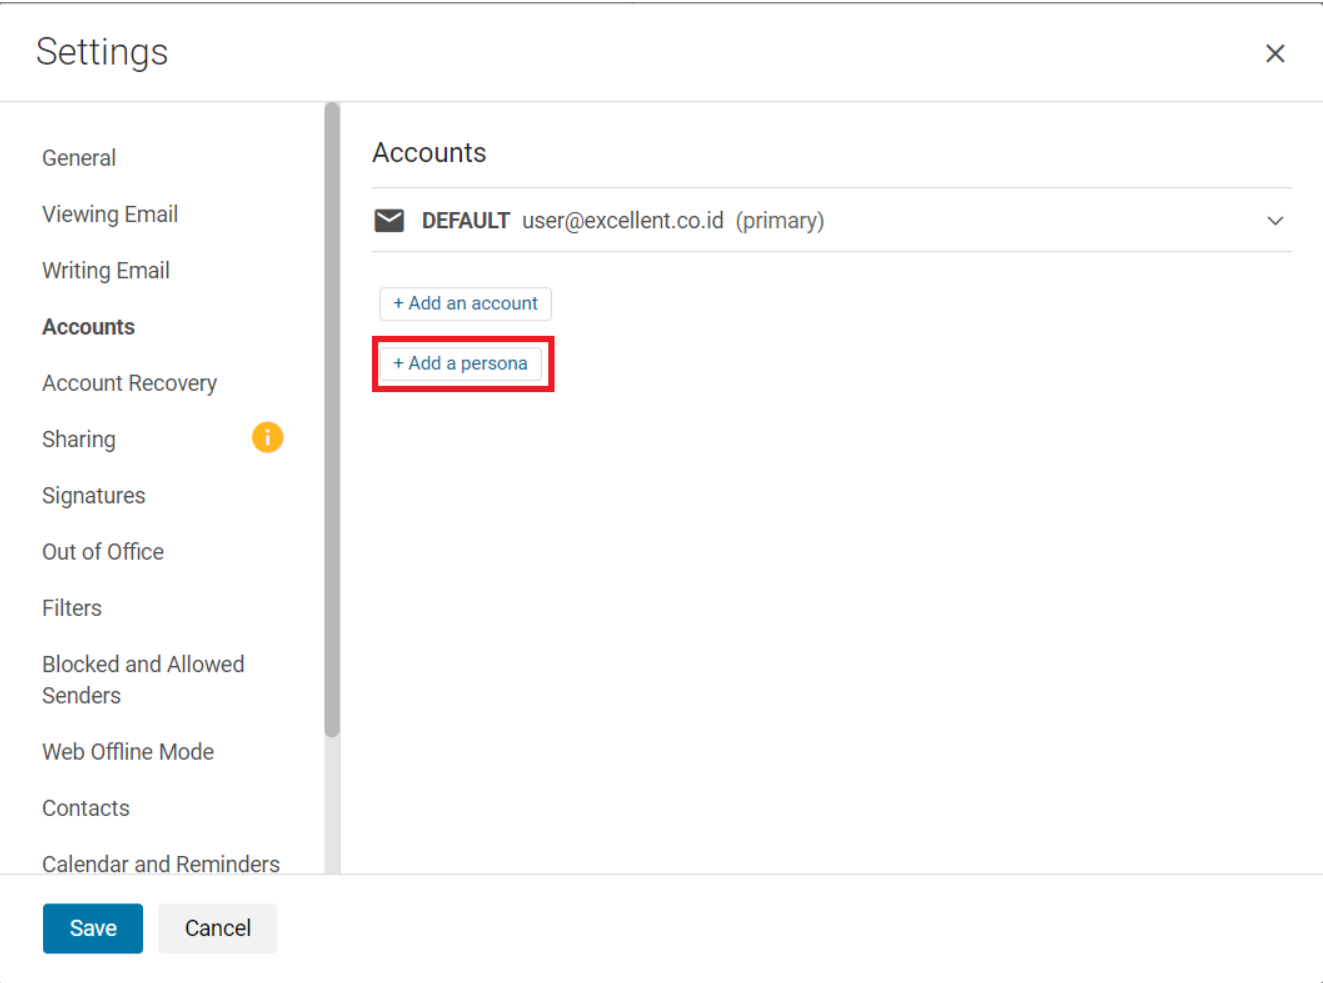 Settings
General
Viewing Email
Writing Email
Accounts
Account Recovery
Sharing
Signatures
Out of Office
Filters
Blocked and Allowed
Senders
Web Offline Mode
Contacts
Calendar and Reminders
Accounts
DEFAULT user@excellent.co.id (primary)
+ Add an account
+ Add a persona
Save
Cancel